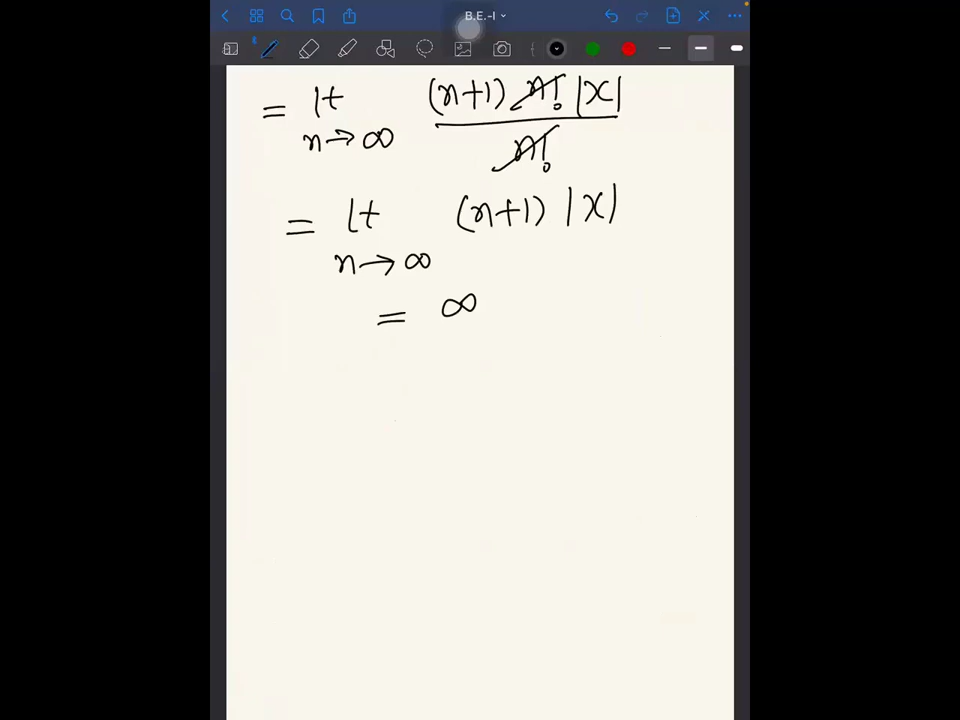 B.E.-I
= lt n→∞ (n+1) n! |x| / n!
= lt n→∞ (n+1) |x|
= ∞